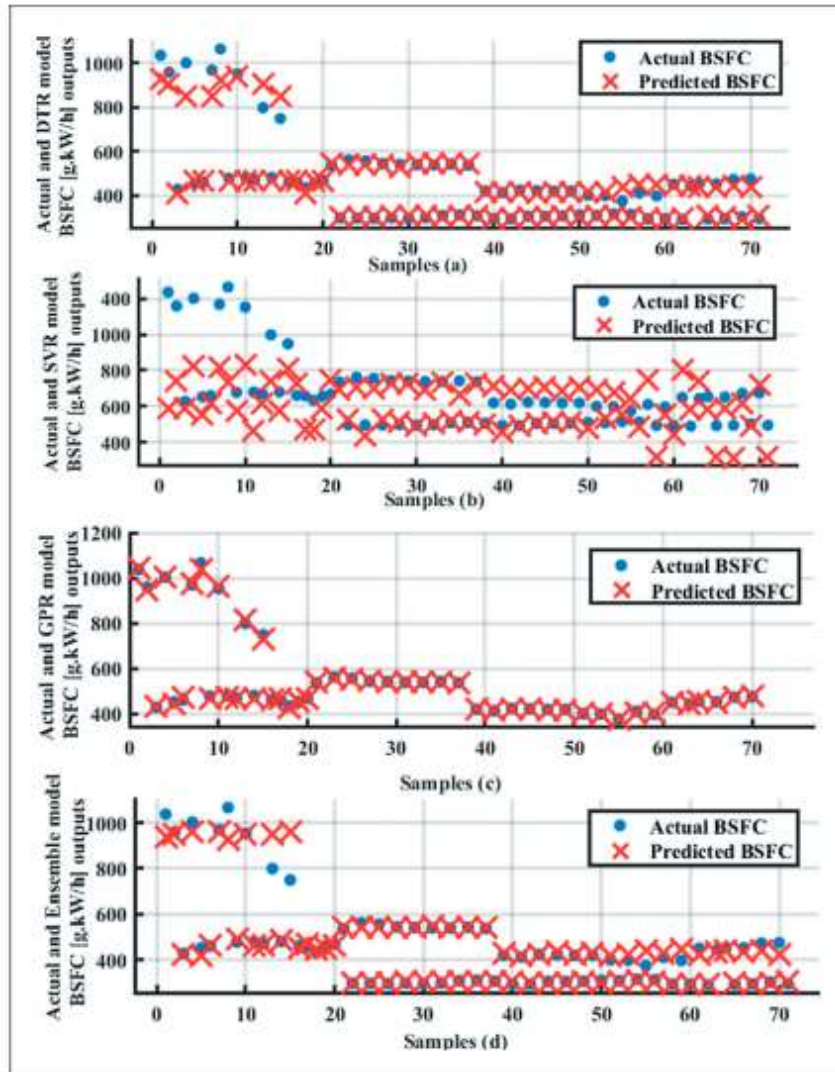 Actual and DTR model
BSFC [g.kW/h] outputs
1000
800
600
400
Actual BSFC
Predicted BSFC
0 10 20 30 40 50 60 70
Samples (a)
Actual and SVR model
BSFC [g.kW/h] outputs
400
1000
800
600
400
Actual BSFC
Predicted BSFC
0 10 20 30 40 50 60 70
Samples (b)
Actual and GPR model
BSFC [g.kW/h] outputs
1200
1000
800
600
400
Actual BSFC
Predicted BSFC
0 10 20 30 40 50 60 70
Samples (c)
Actual and Ensemble model
BSFC [g.kW/h] outputs
1000
800
600
400
Actual BSFC
Predicted BSFC
0 10 20 30 40 50 60 70
Samples (d)